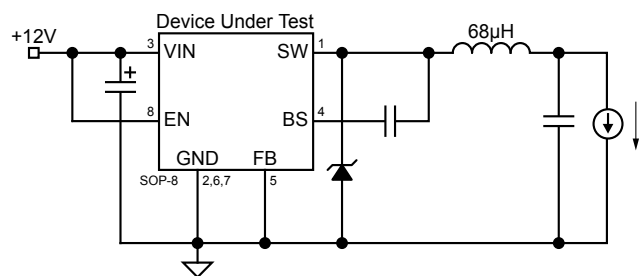 Device Under Test
+12V
3
VIN
SW
1
68µH
+
8
EN
BS
4
GND
FB
SOP-8
2,6,7
5